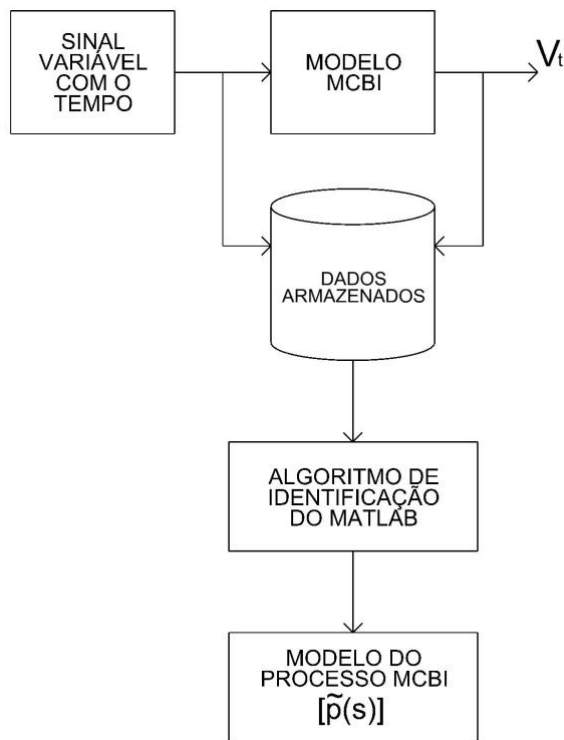 SINAL
VARIÁVEL
COM O
TEMPO
MODELO
MCBI
Vt
DADOS
ARMAZENADOS
ALGORITMO DE
IDENTIFICAÇÃO
DO MATLAB
MODELO DO
PROCESSO MCBI
[p̃(s)]